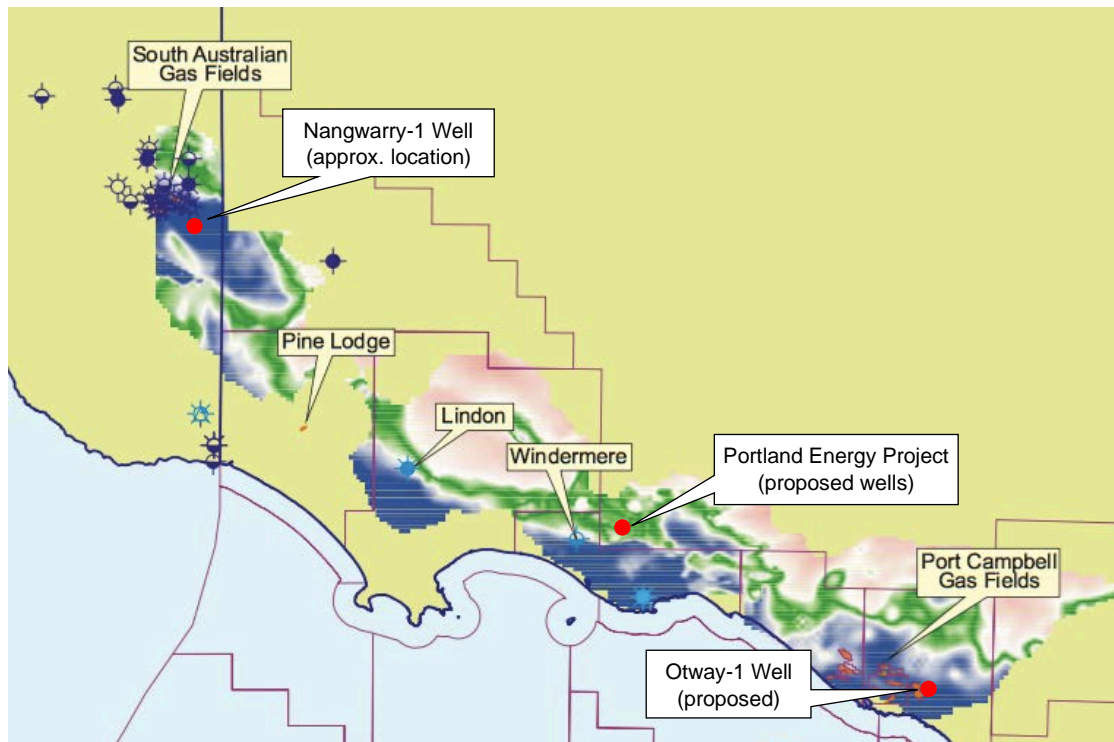 South Australian
Gas Fields
Nangwarry-1 Well
(approx. location)
Pine Lodge
Lindon
Windermere
Portland Energy Project
(proposed wells)
Port Campbell
Gas Fields
Otway-1 Well
(proposed)